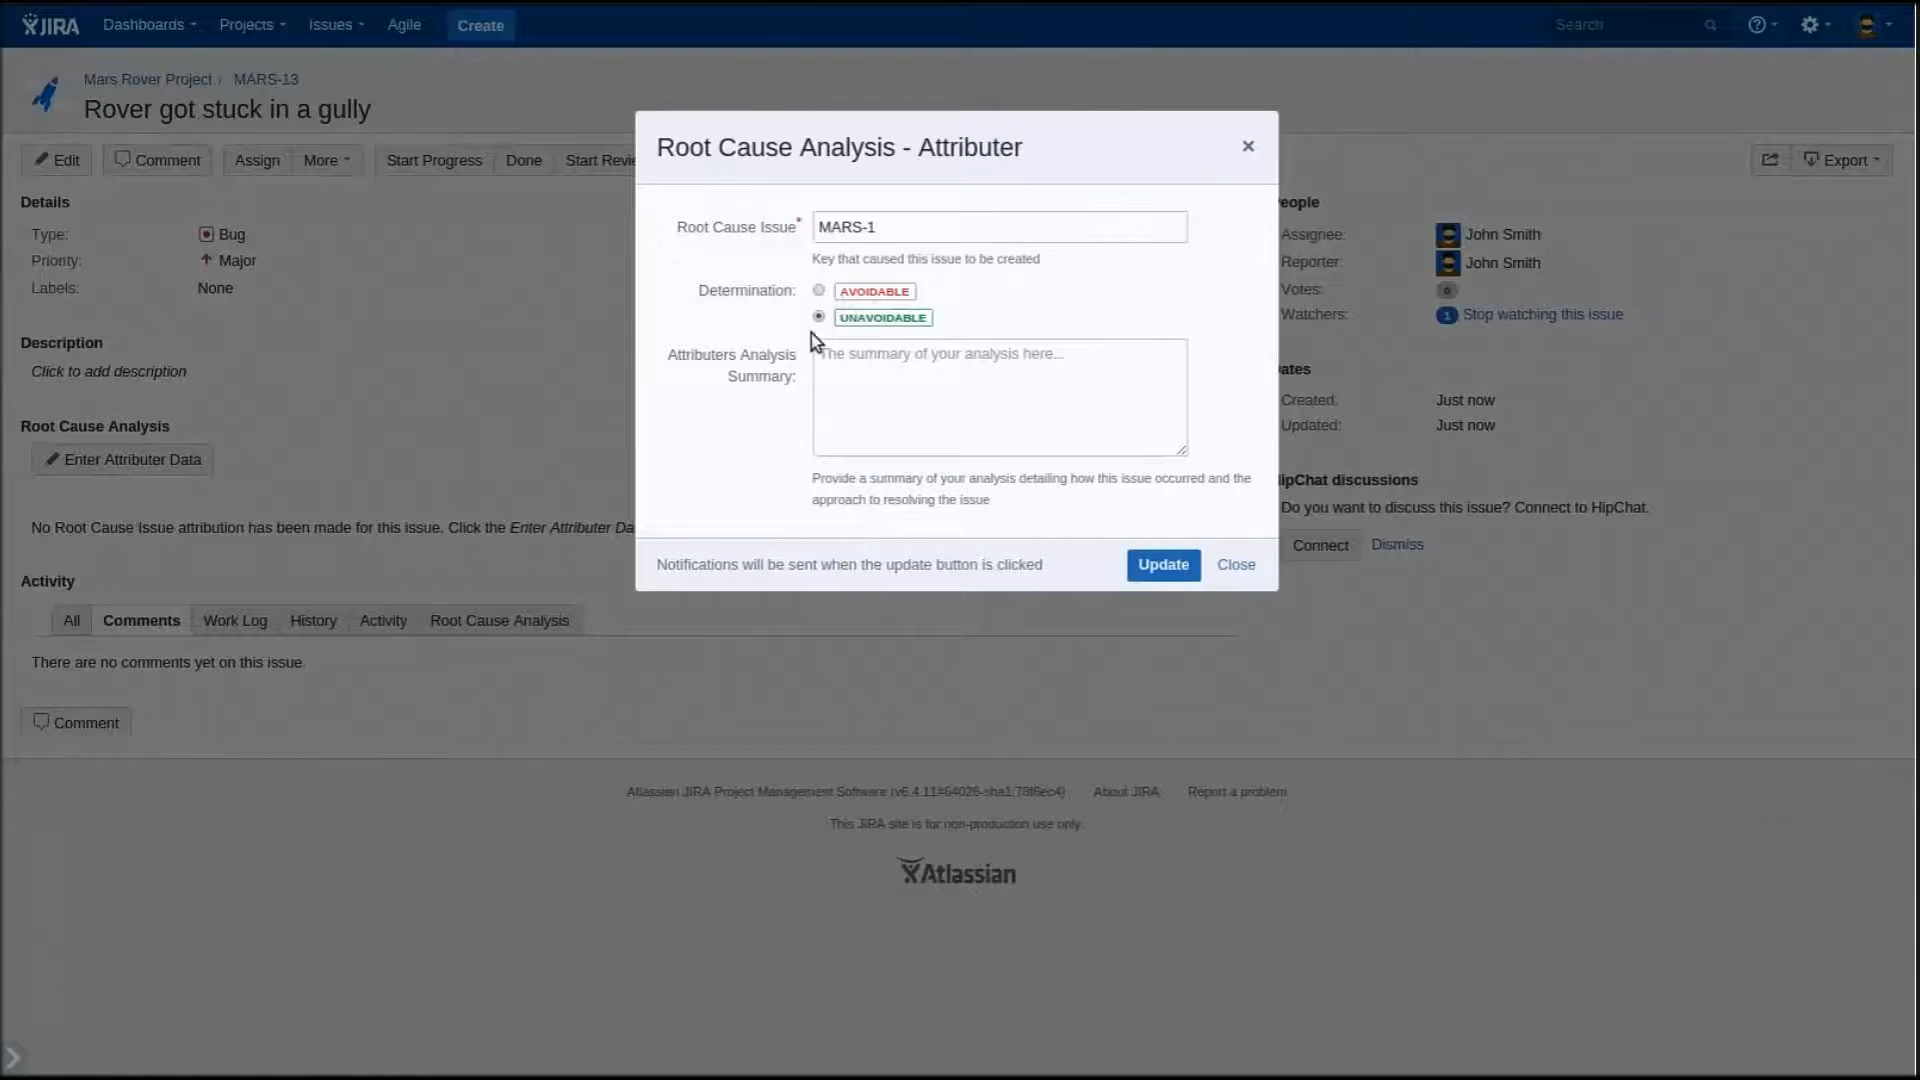 JIRA Dashboards Projects Issues Agile Create Search
Mars Rover Project / MARS-13
Rover got stuck in a gully
Edit Comment Assign More Start Progress Done Start Export
Root Cause Analysis - Attributer
Root Cause Issue* MARS-1
Key that caused this issue to be created
Determination: AVOIDABLE
UNAVOIDABLE
Attributers Analysis
Summary:
The summary of your analysis here...
Provide a summary of your analysis detailing how this issue occurred and the
approach to resolving the issue
Notifications will be sent when the update button is clicked Update Close
Details
Type: Bug
Priority: Major
Labels: None
Description
Click to add description
Root Cause Analysis
Enter Attributer Data
No Root Cause Issue attribution has been made for this issue. Click the Enter Attributer Da
Activity
All Comments Work Log History Activity Root Cause Analysis
There are no comments yet on this issue.
Comment
eople
Assignee: John Smith
Reporter: John Smith
Votes: 0
Watchers: 1 Stop watching this issue
ates
Created: Just now
Updated: Just now
ipChat discussions
Do you want to discuss this issue? Connect to HipChat.
Connect Dismiss
Atlassian JIRA Project Management Software (v6.4.11#64026-sha1:78f6ec4) About JIRA Report a problem
This JIRA site is for non-production use only.
Atlassian